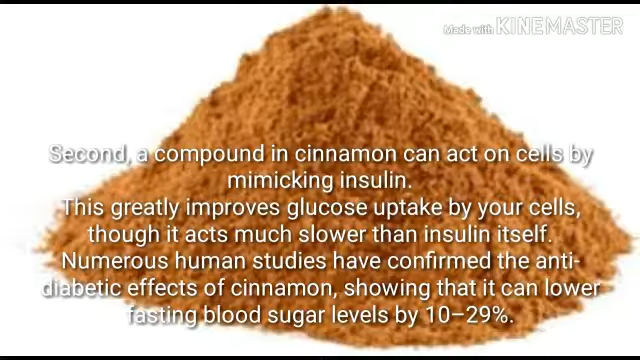 Made with KINEMASTER
Second, a compound in cinnamon can act on cells by
mimicking insulin.
This greatly improves glucose uptake by your cells,
though it acts much slower than insulin itself.
Numerous human studies have confirmed the anti-
diabetic effects of cinnamon, showing that it can lower
fasting blood sugar levels by 10–29%.